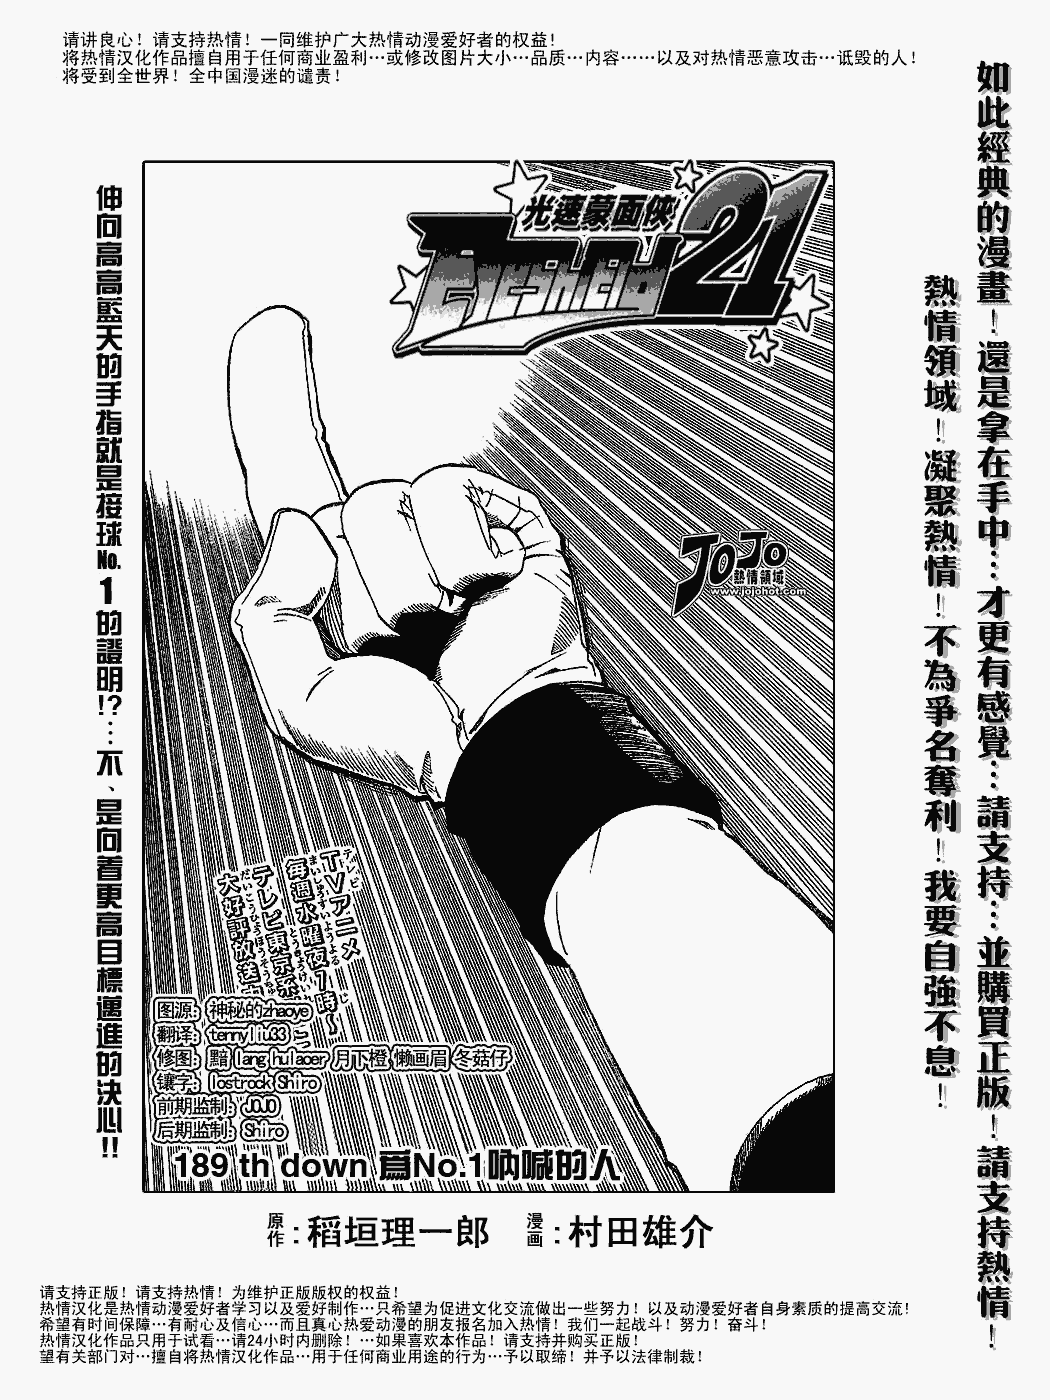 请讲良心！请支持热情！一同维护广大热情动漫爱好者的权益！
将热情汉化作品擅自用于任何商业盈利…或修改图片大小…品质…内容……以及对热情恶意攻击…诋毁的人！
将受到全世界！全中国漫迷的谴责！
如此經典的漫畫！還是拿在手中…才更有感覺…請支持…並購買正版！請支持熱情！
熱情領域！凝聚熱情！不為爭名奪利！我要自強不息！
光速蒙面俠
EYESHIELD 21
JoJo
熱情領域
www.jojohot.com
伸向高高藍天的手指就是接球No.1的證明!?…不、是向着更高目標邁進的決心!!
TVアニメ
テレビ
毎週水曜夜7時～
まいしゅうすいようよる じ
テレビ東京系
大好評放送中
图源：神秘的zhaoye
翻译：tennyliu33
修图：黯 lang hulaoer 月下橙 懒画眉 冬菇仔
镶字：lostrock Shiro
前期监制：JOJO
后期监制：Shiro
189 th down 爲No.1呐喊的人
原作：稻垣理一郎 漫画：村田雄介
请支持正版！请支持热情！为维护正版版权的权益！
热情汉化是热情动漫爱好者学习以及爱好制作…只希望为促进文化交流做出一些努力！以及动漫爱好者自身素质的提高交流！
希望有时间保障…有耐心及信心…而且真心热爱动漫的朋友报名加入热情！我们一起战斗！努力！奋斗！
热情汉化作品只用于试看…请24小时内删除！…如果喜欢本作品！请支持并购买正版！
望有关部门对…擅自将热情汉化作品…用于任何商业用途的行为…予以取缔！并予以法律制裁！